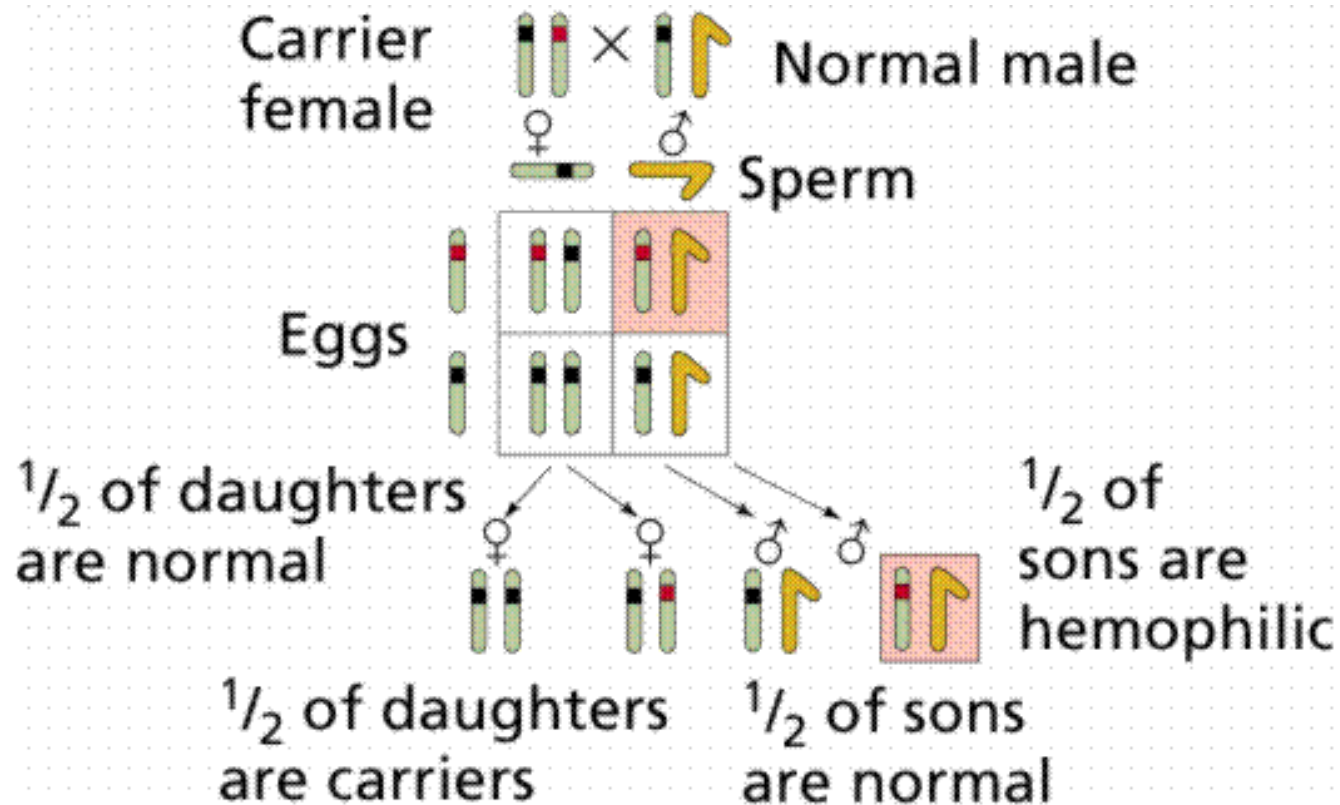 Carrier
female
♀
×
♂
Normal male
Sperm
Eggs
1/2 of daughters
are normal
♀
♀
♂
♂
1/2 of
sons are
hemophilic
1/2 of daughters
are carriers
1/2 of sons
are normal